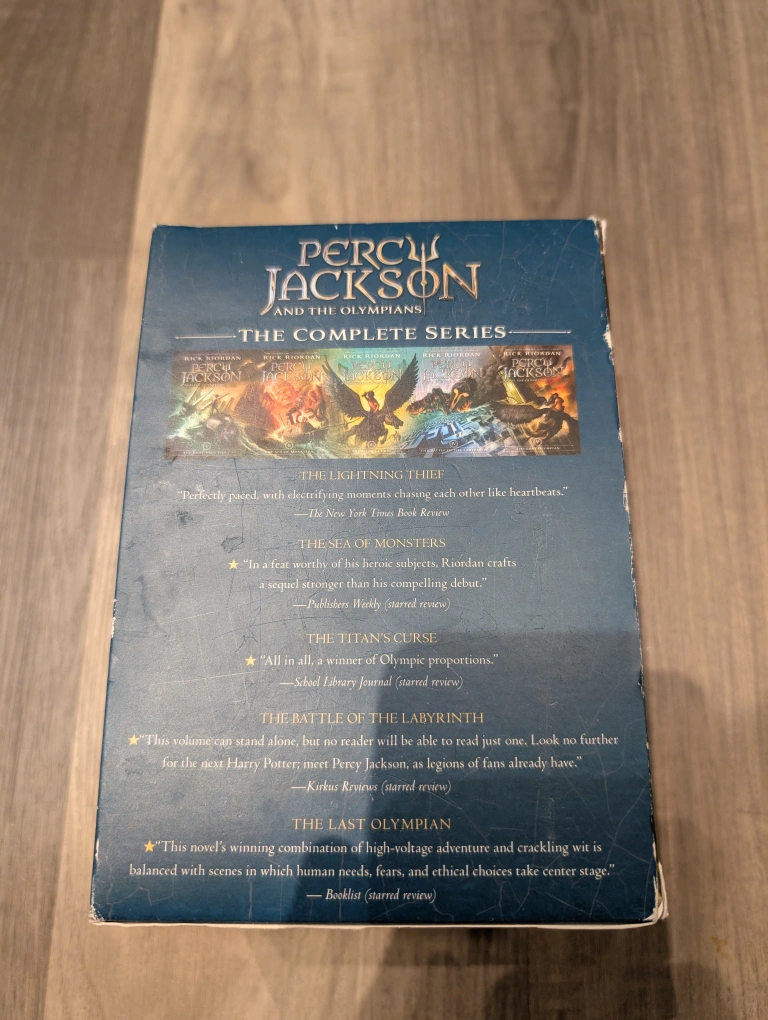 PERCY
JACKSON
AND THE OLYMPIANS
THE COMPLETE SERIES
RICK RIORDAN RICK RIORDAN RICK RIORDAN RICK RIORDAN RICK RIORDAN
PERCY PERCY PERCY
JACKSON JACKSON JACKSON JACKSON
THE LIGHTNING THIEF
“Perfectly paced, with electrifying moments chasing each other like heartbeats.”
—The New York Times Book Review
THE SEA OF MONSTERS
★ “In a feat worthy of his heroic subjects, Riordan crafts
a sequel stronger than his compelling debut.”
—Publishers Weekly (starred review)
THE TITAN'S CURSE
★ “All in all, a winner of Olympic proportions.”
—School Library Journal (starred review)
THE BATTLE OF THE LABYRINTH
★“This volume can stand alone, but no reader will be able to read just one. Look no further
for the next Harry Potter; meet Percy Jackson, as legions of fans already have.”
—Kirkus Reviews (starred review)
THE LAST OLYMPIAN
★“This novel's winning combination of high-voltage adventure and crackling wit is
balanced with scenes in which human needs, fears, and ethical choices take center stage.”
— Booklist (starred review)